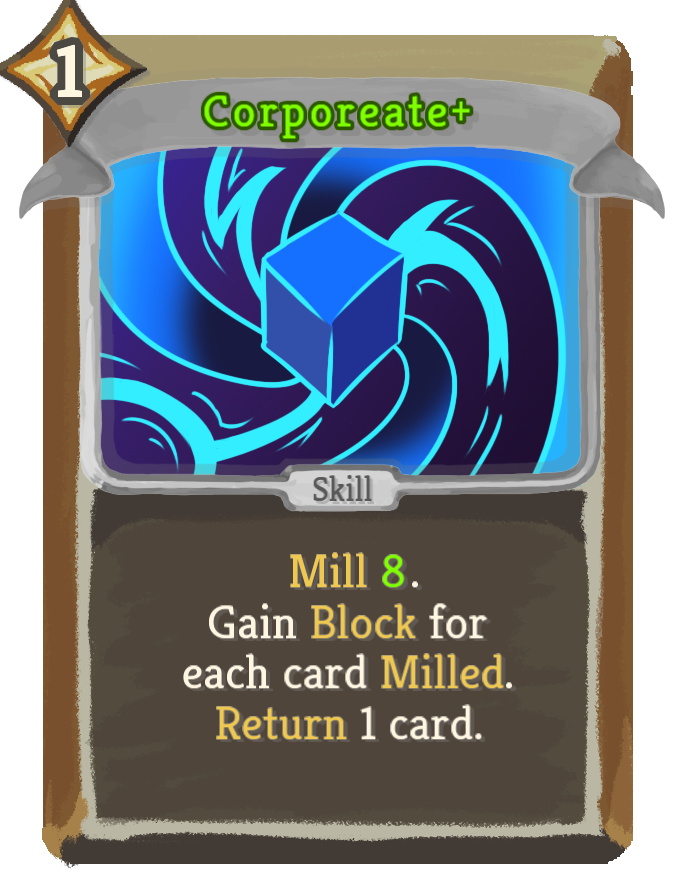 1
Corporeate+
Skill
Mill 8.
Gain Block for
each card Milled.
Return 1 card.